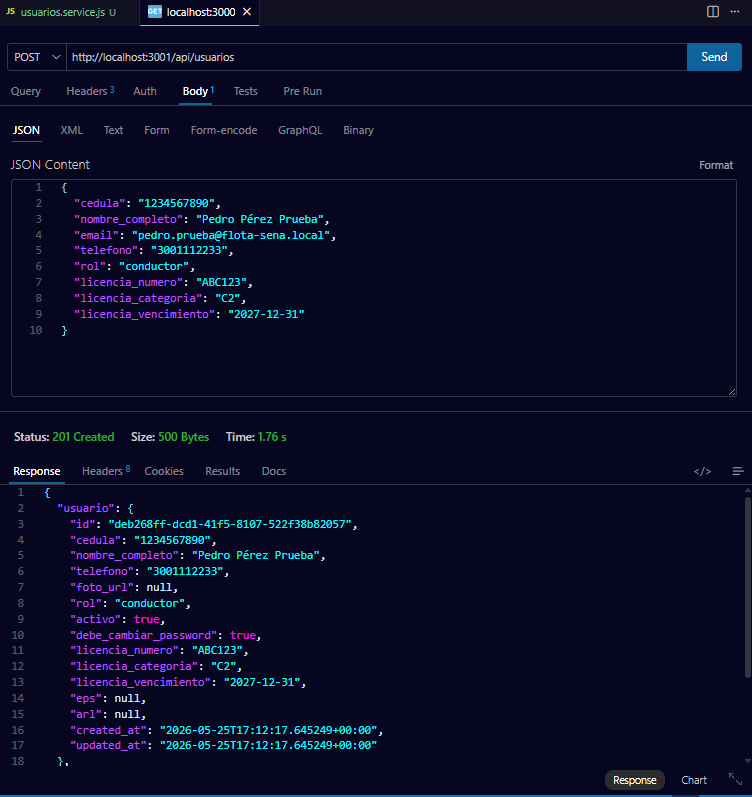 JS usuarios.service.js U
GET localhost:3000 ✕
POST http://localhost:3001/api/usuarios Send
Query Headers 3 Auth Body 1 Tests Pre Run
JSON XML Text Form Form-encode GraphQL Binary
JSON Content Format
1 {
2 "cedula": "1234567890",
3 "nombre_completo": "Pedro Pérez Prueba",
4 "email": "pedro.prueba@flota-sena.local",
5 "telefono": "3001112233",
6 "rol": "conductor",
7 "licencia_numero": "ABC123",
8 "licencia_categoria": "C2",
9 "licencia_vencimiento": "2027-12-31"
10 }
Status: 201 Created Size: 500 Bytes Time: 1.76 s
Response Headers 8 Cookies Results Docs </>
1 {
2 "usuario": {
3 "id": "deb268ff-dcd1-41f5-8107-522f38b82057",
4 "cedula": "1234567890",
5 "nombre_completo": "Pedro Pérez Prueba",
6 "telefono": "3001112233",
7 "foto_url": null,
8 "rol": "conductor",
9 "activo": true,
10 "debe_cambiar_password": true,
11 "licencia_numero": "ABC123",
12 "licencia_categoria": "C2",
13 "licencia_vencimiento": "2027-12-31",
14 "eps": null,
15 "arl": null,
16 "created_at": "2026-05-25T17:12:17.645249+00:00",
17 "updated_at": "2026-05-25T17:12:17.645249+00:00"
18 },
Response Chart